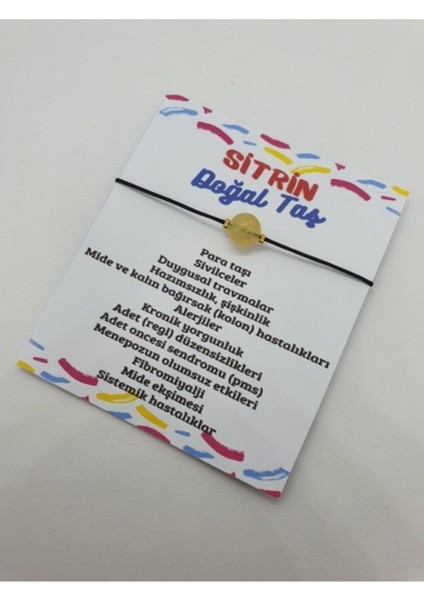 SİTRİN
Doğal Taş
Para taşı
Sivilceler
Duygusal travmalar
Hazımsızlık, şişkinlik
Mide ve kalın bağırsak (kolon) hastalıkları
Alerjiler
Kronik yorgunluk
Adet (regl) düzensizlikleri
Adet öncesi sendromu (pms)
Menepozun olumsuz etkileri
Fibromiyalji
Mide ekşimesi
Sistemik hastalıklar